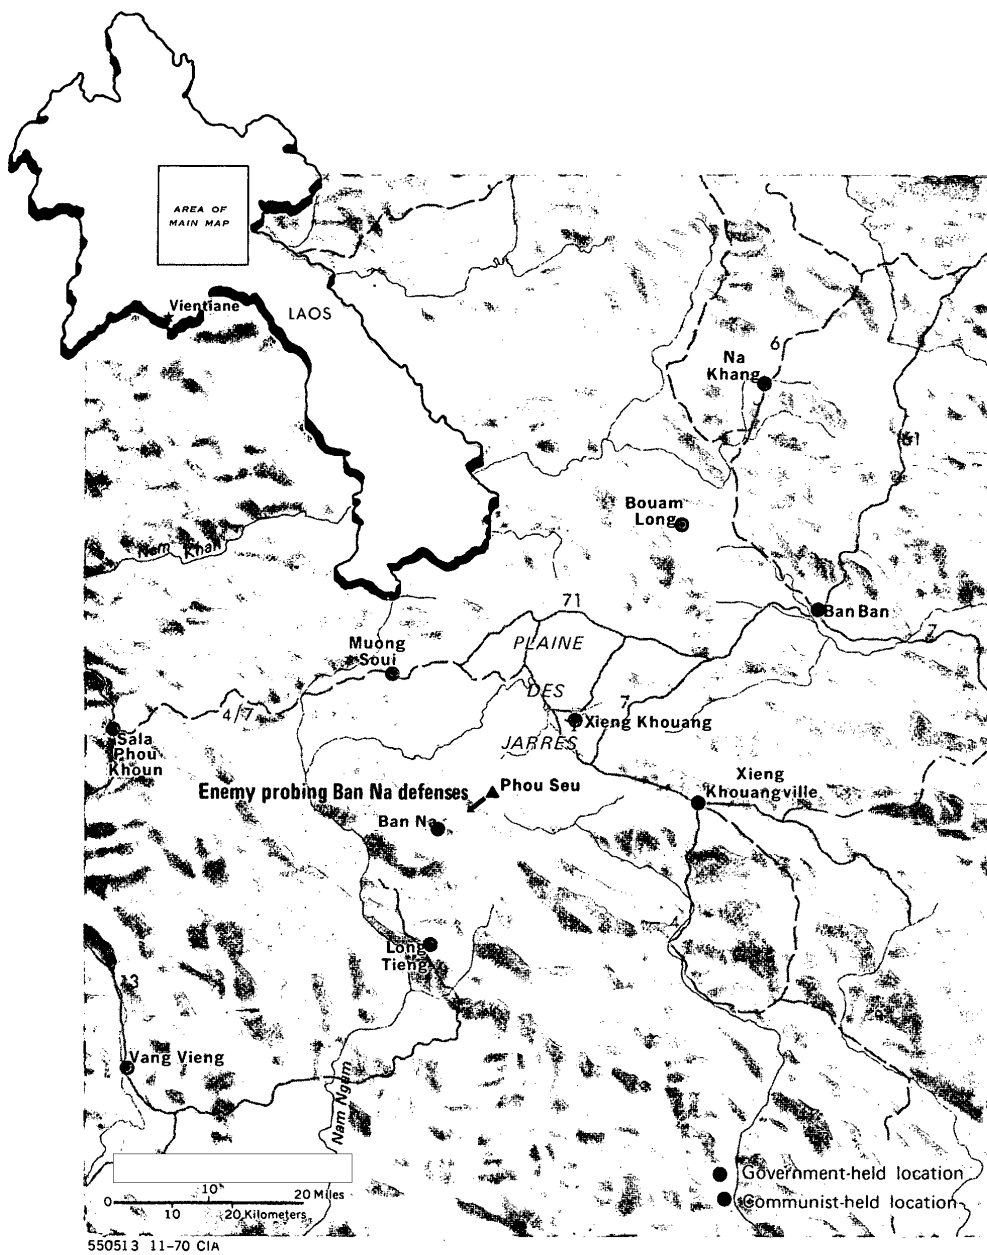 AREA OF
MAIN MAP
Vientiane
LAOS
6
Na
Khang
61
Bouam
Long
Nam Khan
Ban Ban
7
71
Muong
Soui
PLAINE
DES
JARRES
7
4/7
Xieng Khouang
Sala
Phou
Khoun
Xieng
Khouangville
Enemy probing Ban Na defenses
Phou Seu
Ban Na
4
Long
Tieng
13
Vang Vieng
Nam Ngum
Government-held location
Communist-held location
10
20 Miles
0
10
20 Kilometers
550513 11-70 CIA